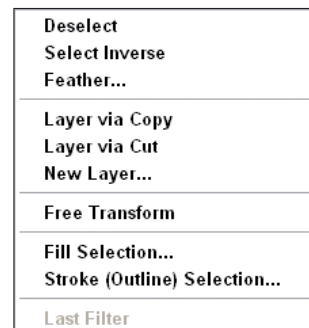 Deselect
Select Inverse
Feather...
Layer via Copy
Layer via Cut
New Layer...
Free Transform
Fill Selection...
Stroke (Outline) Selection...
Last Filter